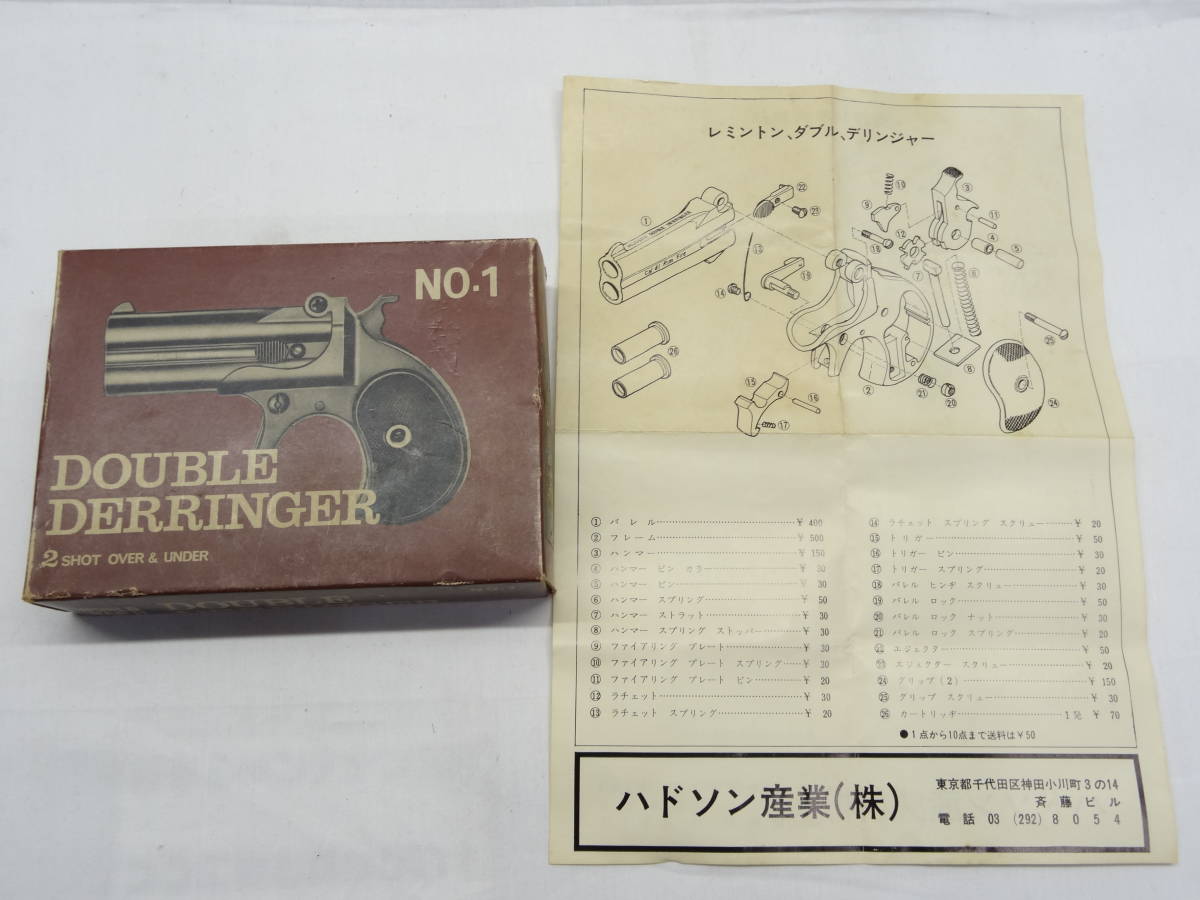 NO.1
DOUBLE
DERRINGER
2 SHOT OVER & UNDER
DOUBLE
レミントン、ダブル、デリンジャー
Cal 41 Rim Fire
① バレル ¥ 400
② フレーム ¥ 500
③ ハンマー ¥ 150
④ ハンマー ピン カラー ¥ 30
⑤ ハンマー ピン ¥ 30
⑥ ハンマー スプリング ¥ 50
⑦ ハンマー ストラット ¥ 30
⑧ ハンマー スプリング ストッパー ¥ 30
⑨ ファイアリング プレート ¥ 30
⑩ ファイアリング プレート スプリング ¥ 30
⑪ ファイアリング プレート ピン ¥ 20
⑫ ラチェット ¥ 30
⑬ ラチェット スプリング ¥ 20
⑭ ラチェット スプリング スクリュー ¥ 20
⑮ トリガー ¥ 50
⑯ トリガー ピン ¥ 30
⑰ トリガー スプリング ¥ 20
⑱ バレル ヒンヂ スクリュー ¥ 30
⑲ バレル ロック ¥ 50
⑳ バレル ロック ナット ¥ 30
㉑ バレル ロック スプリング ¥ 20
㉒ エジェクター ¥ 50
㉓ エジェクター スクリュー ¥ 20
㉔ グリップ(2) ¥ 150
㉕ グリップ スクリュー ¥ 30
㉖ カートリッヂ 1発 ¥ 70
●1点から10点まで送料は¥50
ハドソン産業(株)
東京都千代田区神田小川町3の14
斉藤ビル
電話 03 (292) 8054